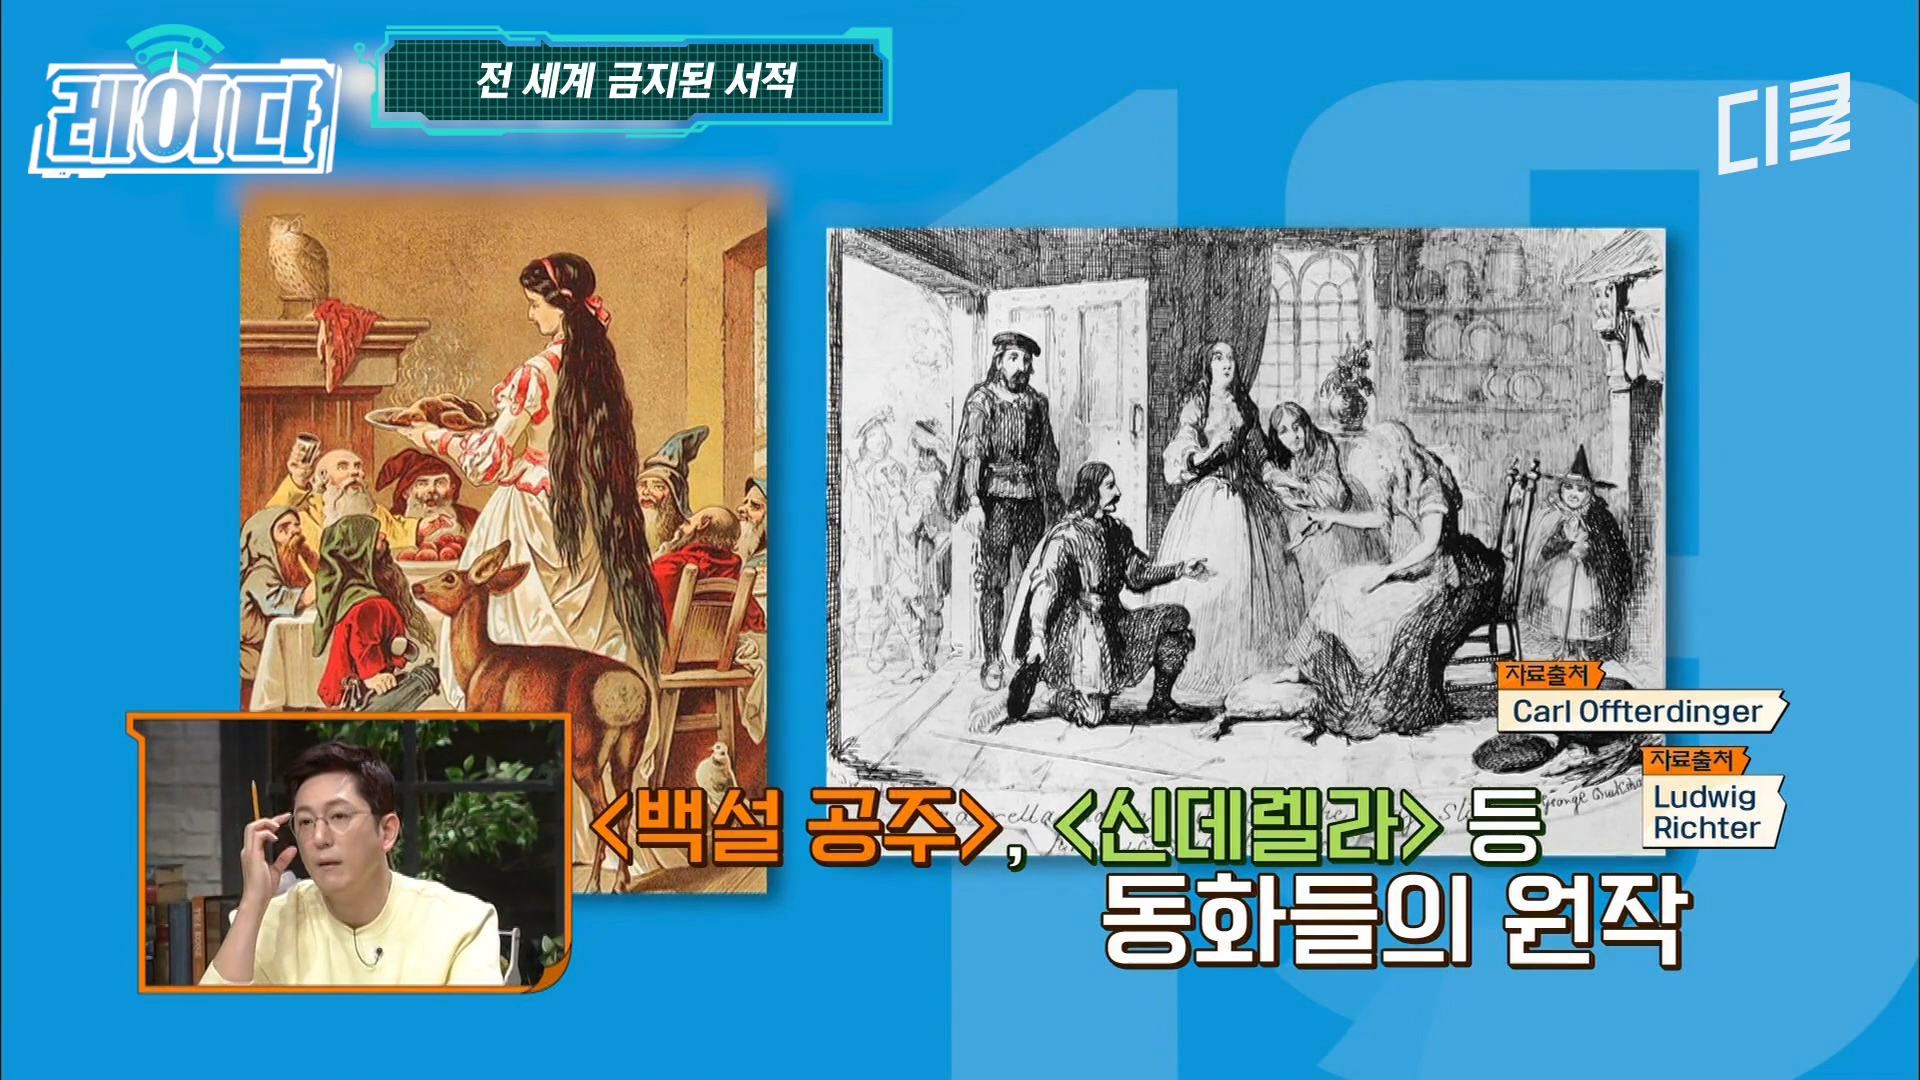 레이다
전 세계 금지된 서적
디클
자료출처
Carl Offterdinger
자료출처
Ludwig
Richter
<백설 공주>, <신데렐라> 등
동화들의 원작